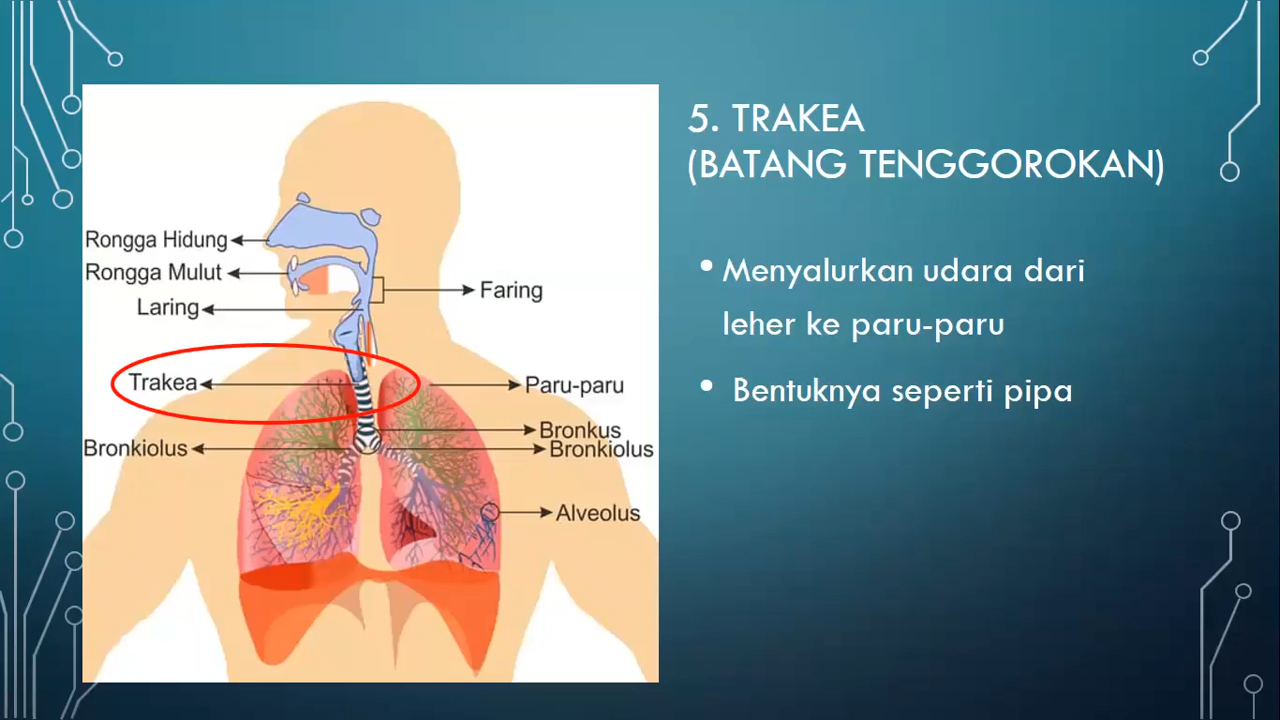 5. TRAKEA
(BATANG TENGGOROKAN)
• Menyalurkan udara dari
leher ke paru-paru
• Bentuknya seperti pipa
Rongga Hidung
Rongga Mulut
Laring
Faring
Trakea
Paru-paru
Bronkus
Bronkiolus
Bronkiolus
Alveolus